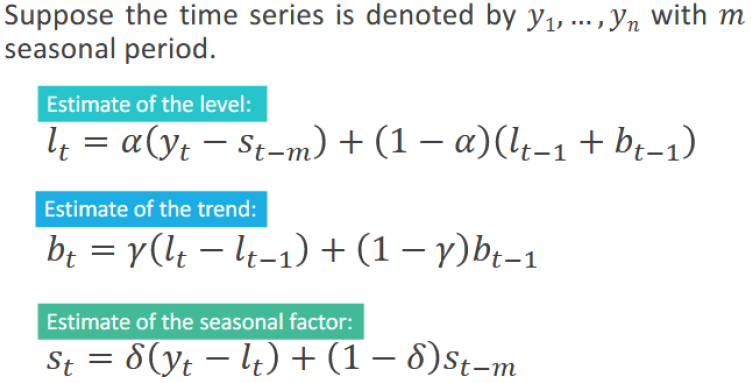 Suppose the time series is denoted by y₁, ... , yₙ with m
seasonal period.
Estimate of the level:
lₜ = α(yₜ − sₜ₋ₘ) + (1 − α)(lₜ₋₁ + bₜ₋₁)
Estimate of the trend:
bₜ = γ(lₜ − lₜ₋₁) + (1 − γ)bₜ₋₁
Estimate of the seasonal factor:
sₜ = δ(yₜ − lₜ) + (1 − δ)sₜ₋ₘ